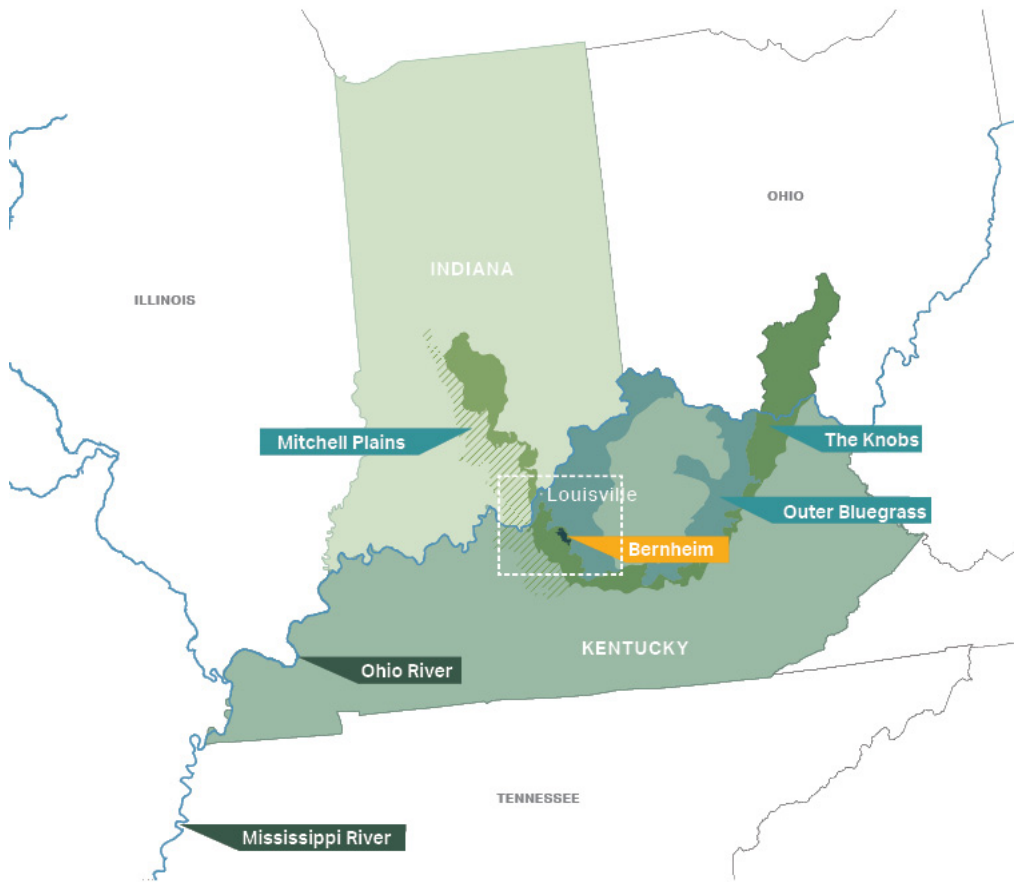 OHIO
INDIANA
ILLINOIS
Mitchell Plains
The Knobs
Louisville
Outer Bluegrass
Bernheim
KENTUCKY
Ohio River
TENNESSEE
Mississippi River